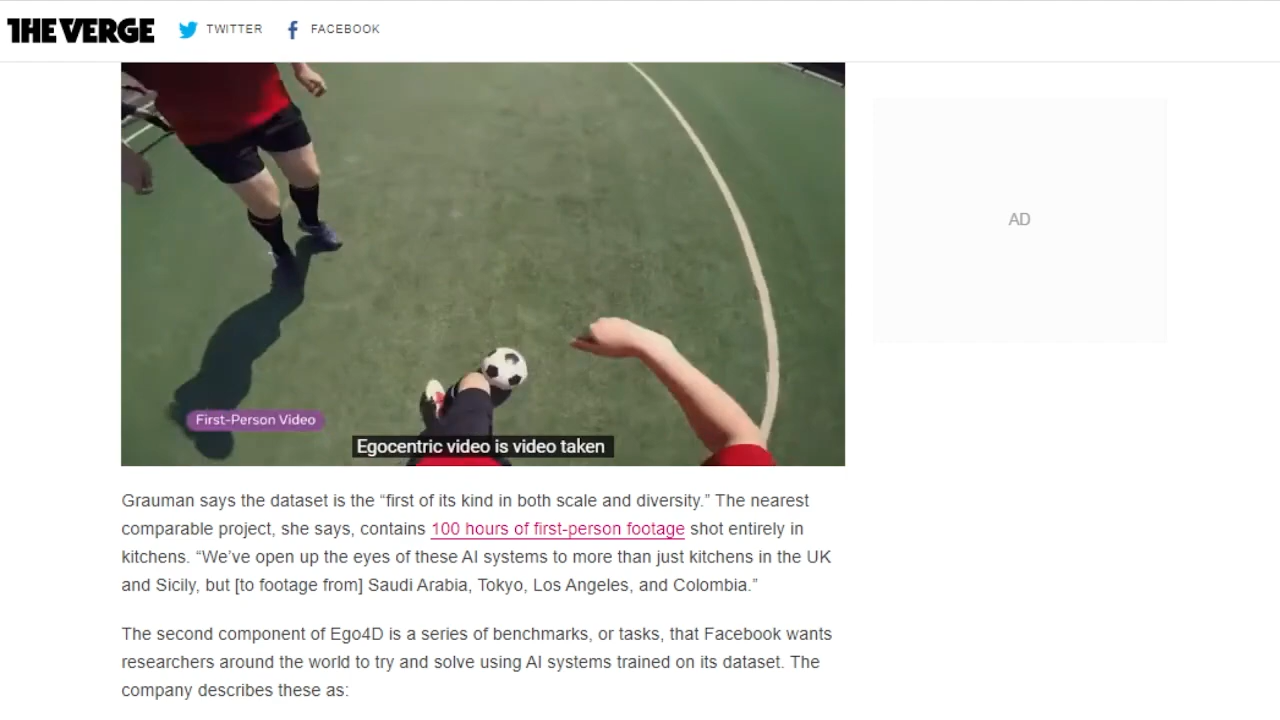 THE VERGE TWITTER FACEBOOK
AD
First-Person Video
Egocentric video is video taken
Grauman says the dataset is the “first of its kind in both scale and diversity.” The nearest
comparable project, she says, contains 100 hours of first-person footage shot entirely in
kitchens. “We’ve open up the eyes of these AI systems to more than just kitchens in the UK
and Sicily, but [to footage from] Saudi Arabia, Tokyo, Los Angeles, and Colombia.”
The second component of Ego4D is a series of benchmarks, or tasks, that Facebook wants
researchers around the world to try and solve using AI systems trained on its dataset. The
company describes these as: